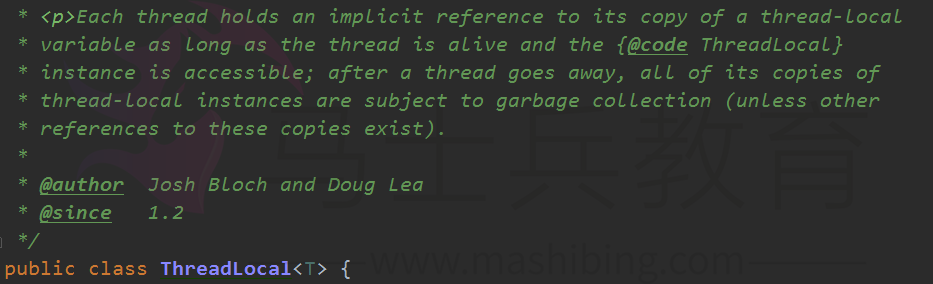 * <p>Each thread holds an implicit reference to its copy of a thread-local
* variable as long as the thread is alive and the {@code ThreadLocal}
* instance is accessible; after a thread goes away, all of its copies of
* thread-local instances are subject to garbage collection (unless other
* references to these copies exist).
*
* @author  Josh Bloch and Doug Lea
* @since   1.2
*/
public class ThreadLocal<T> {
马士兵教育
www.mashibing.com